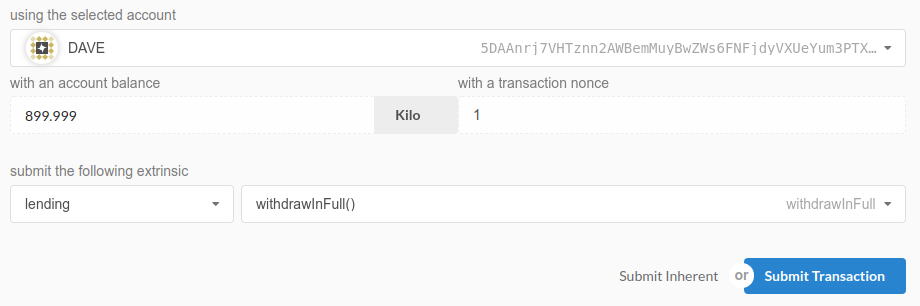 using the selected account
DAVE 5DAAnrj7VHTznn2AWBemMuyBwZWs6FNFjdyVXUeYum3PTX...
with an account balance with a transaction nonce
899.999 Kilo 1
submit the following extrinsic
lending withdrawInFull() withdrawInFull
Submit Inherent or Submit Transaction